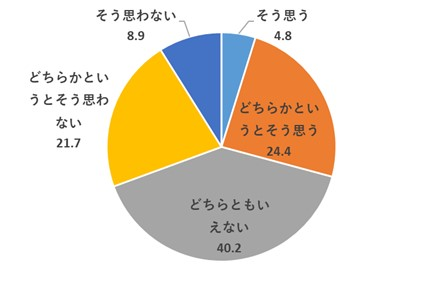 そう思う
4.8
どちらかとい
うとそう思う
24.4
どちらともい
えない
40.2
どちらかとい
うとそう思わ
ない
21.7
そう思わない
8.9